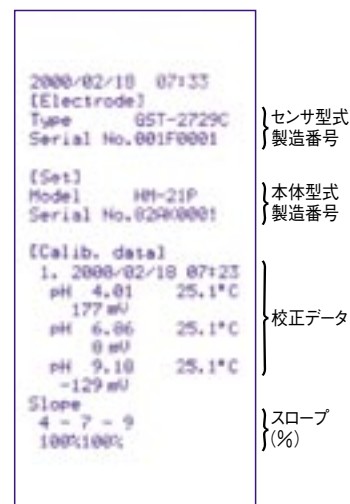 2000/02/18 07:33
[Electrode]
Type GST-2729C
Serial No.001F0001
センサ型式
製造番号
[Set]
Model HM-21P
Serial No.
本体型式
製造番号
[Calib. data]
1. 2000/02/18 07:23
pH 4.01 25.1°C
177 mV
pH 6.86 25.1°C
0 mV
pH 9.18 25.1°C
-129 mV
校正データ
Slope
4 - 7 - 9
100%100%
スロープ
(%)